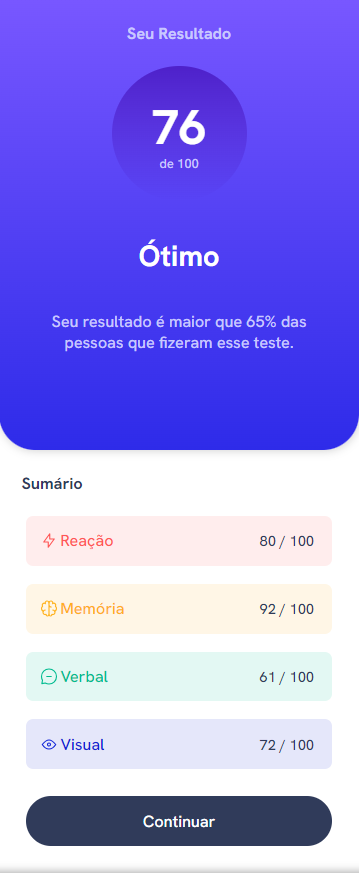 Seu Resultado
76
de 100
Ótimo
Seu resultado é maior que 65% das
pessoas que fizeram esse teste.
Sumário
Reação 80 / 100
Memória 92 / 100
Verbal 61 / 100
Visual 72 / 100
Continuar